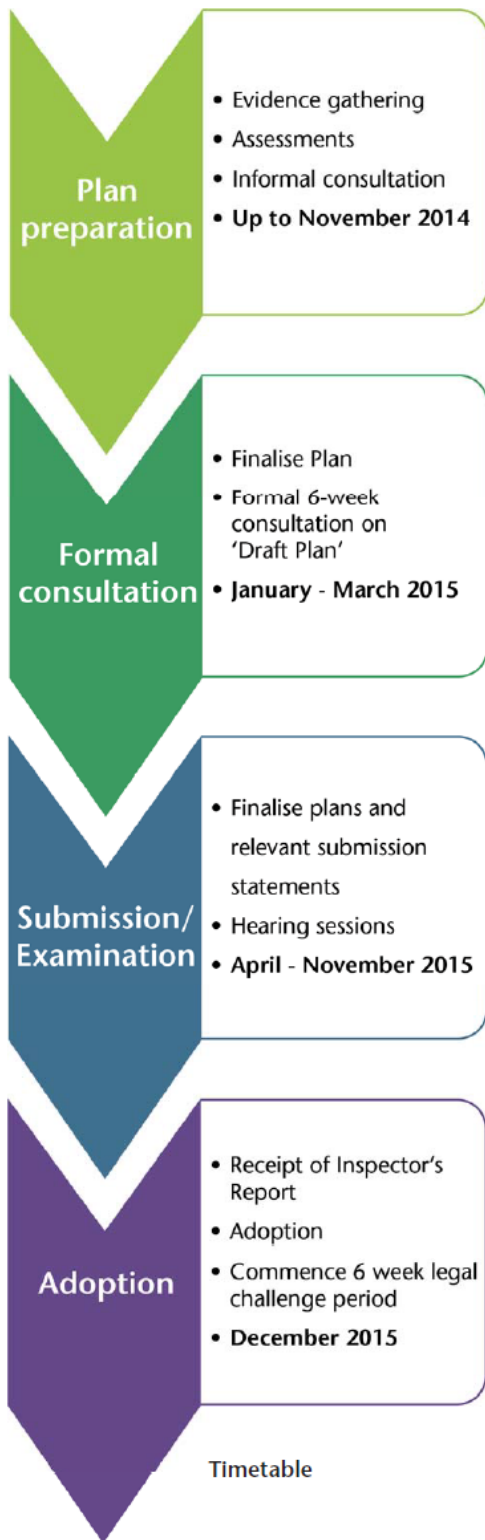 Plan
preparation
• Evidence gathering
• Assessments
• Informal consultation
• Up to November 2014
Formal
consultation
• Finalise Plan
• Formal 6-week
consultation on
‘Draft Plan’
• January - March 2015
Submission/
Examination
• Finalise plans and
relevant submission
statements
• Hearing sessions
• April - November 2015
Adoption
• Receipt of Inspector’s
Report
• Adoption
• Commence 6 week legal
challenge period
• December 2015
Timetable